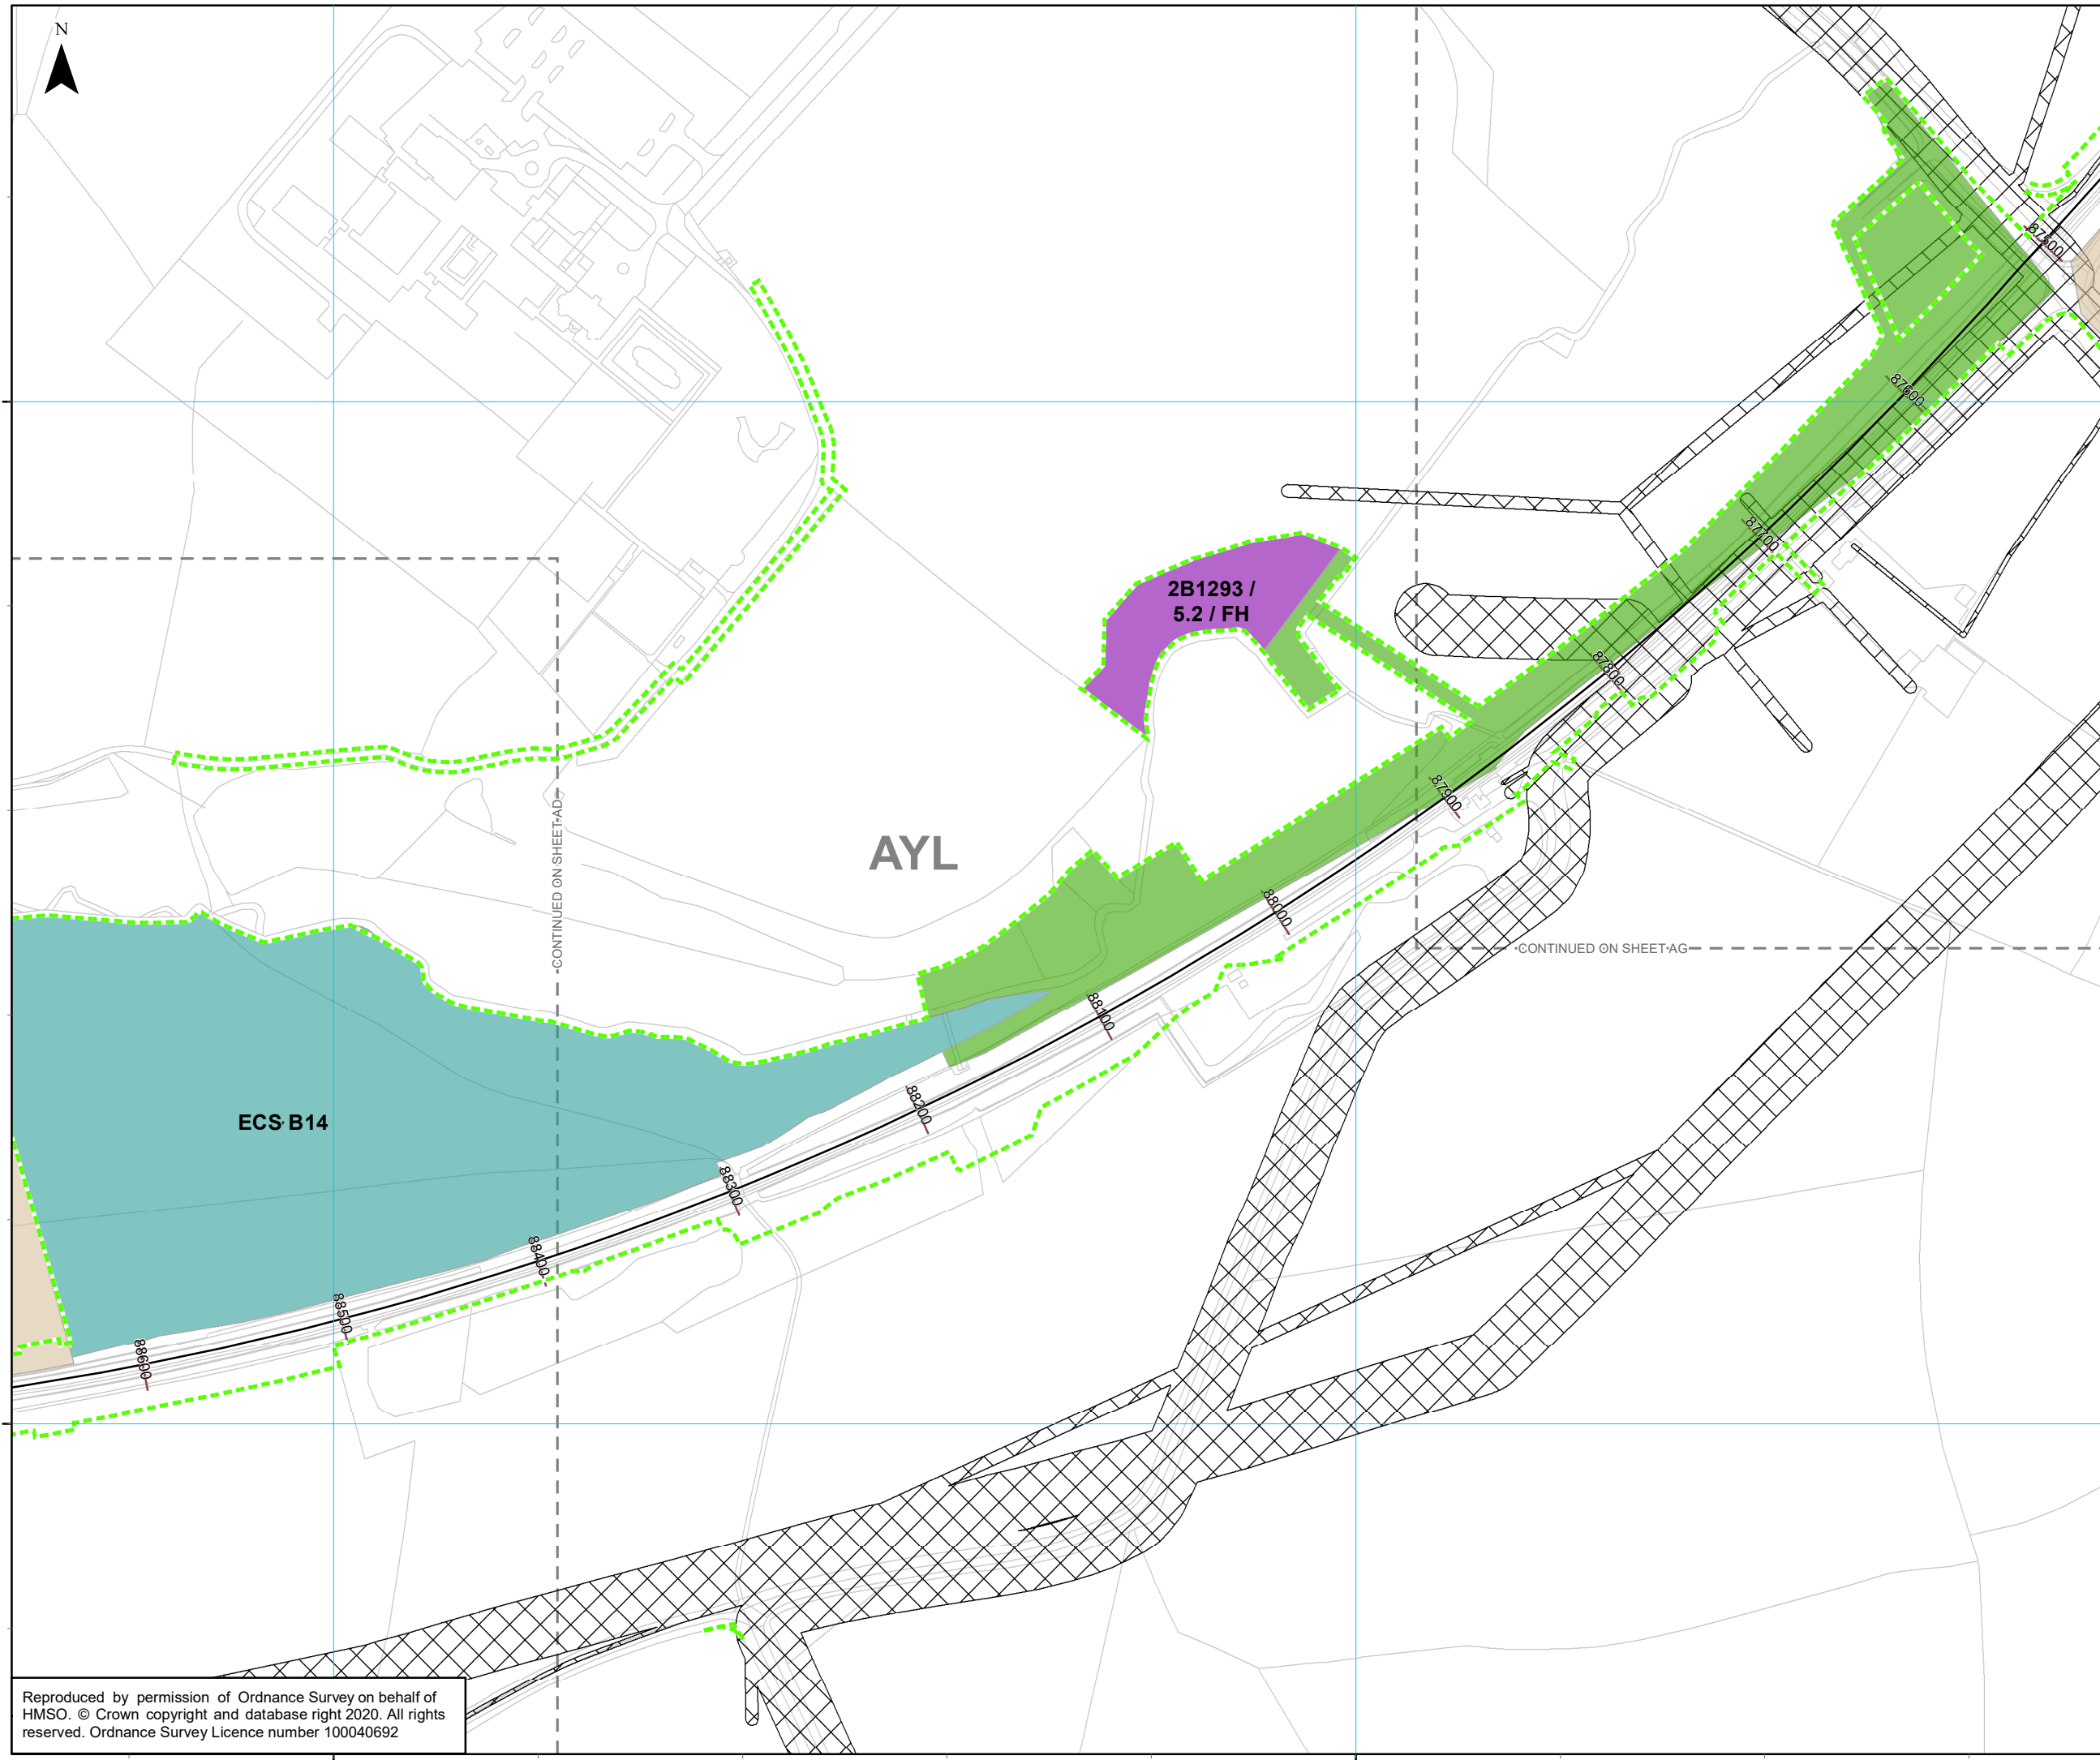 N
87500
87600
87700
2B1293 /
5.2 / FH
87800
87900
CONTINUED ON SHEET AD
AYL
88000
CONTINUED ON SHEET AG
88100
88200
ECS B14
88300
88400
88500
88600
Reproduced by permission of Ordnance Survey on behalf of
HMSO. © Crown copyright and database right 2020. All rights
reserved. Ordnance Survey Licence number 100040692